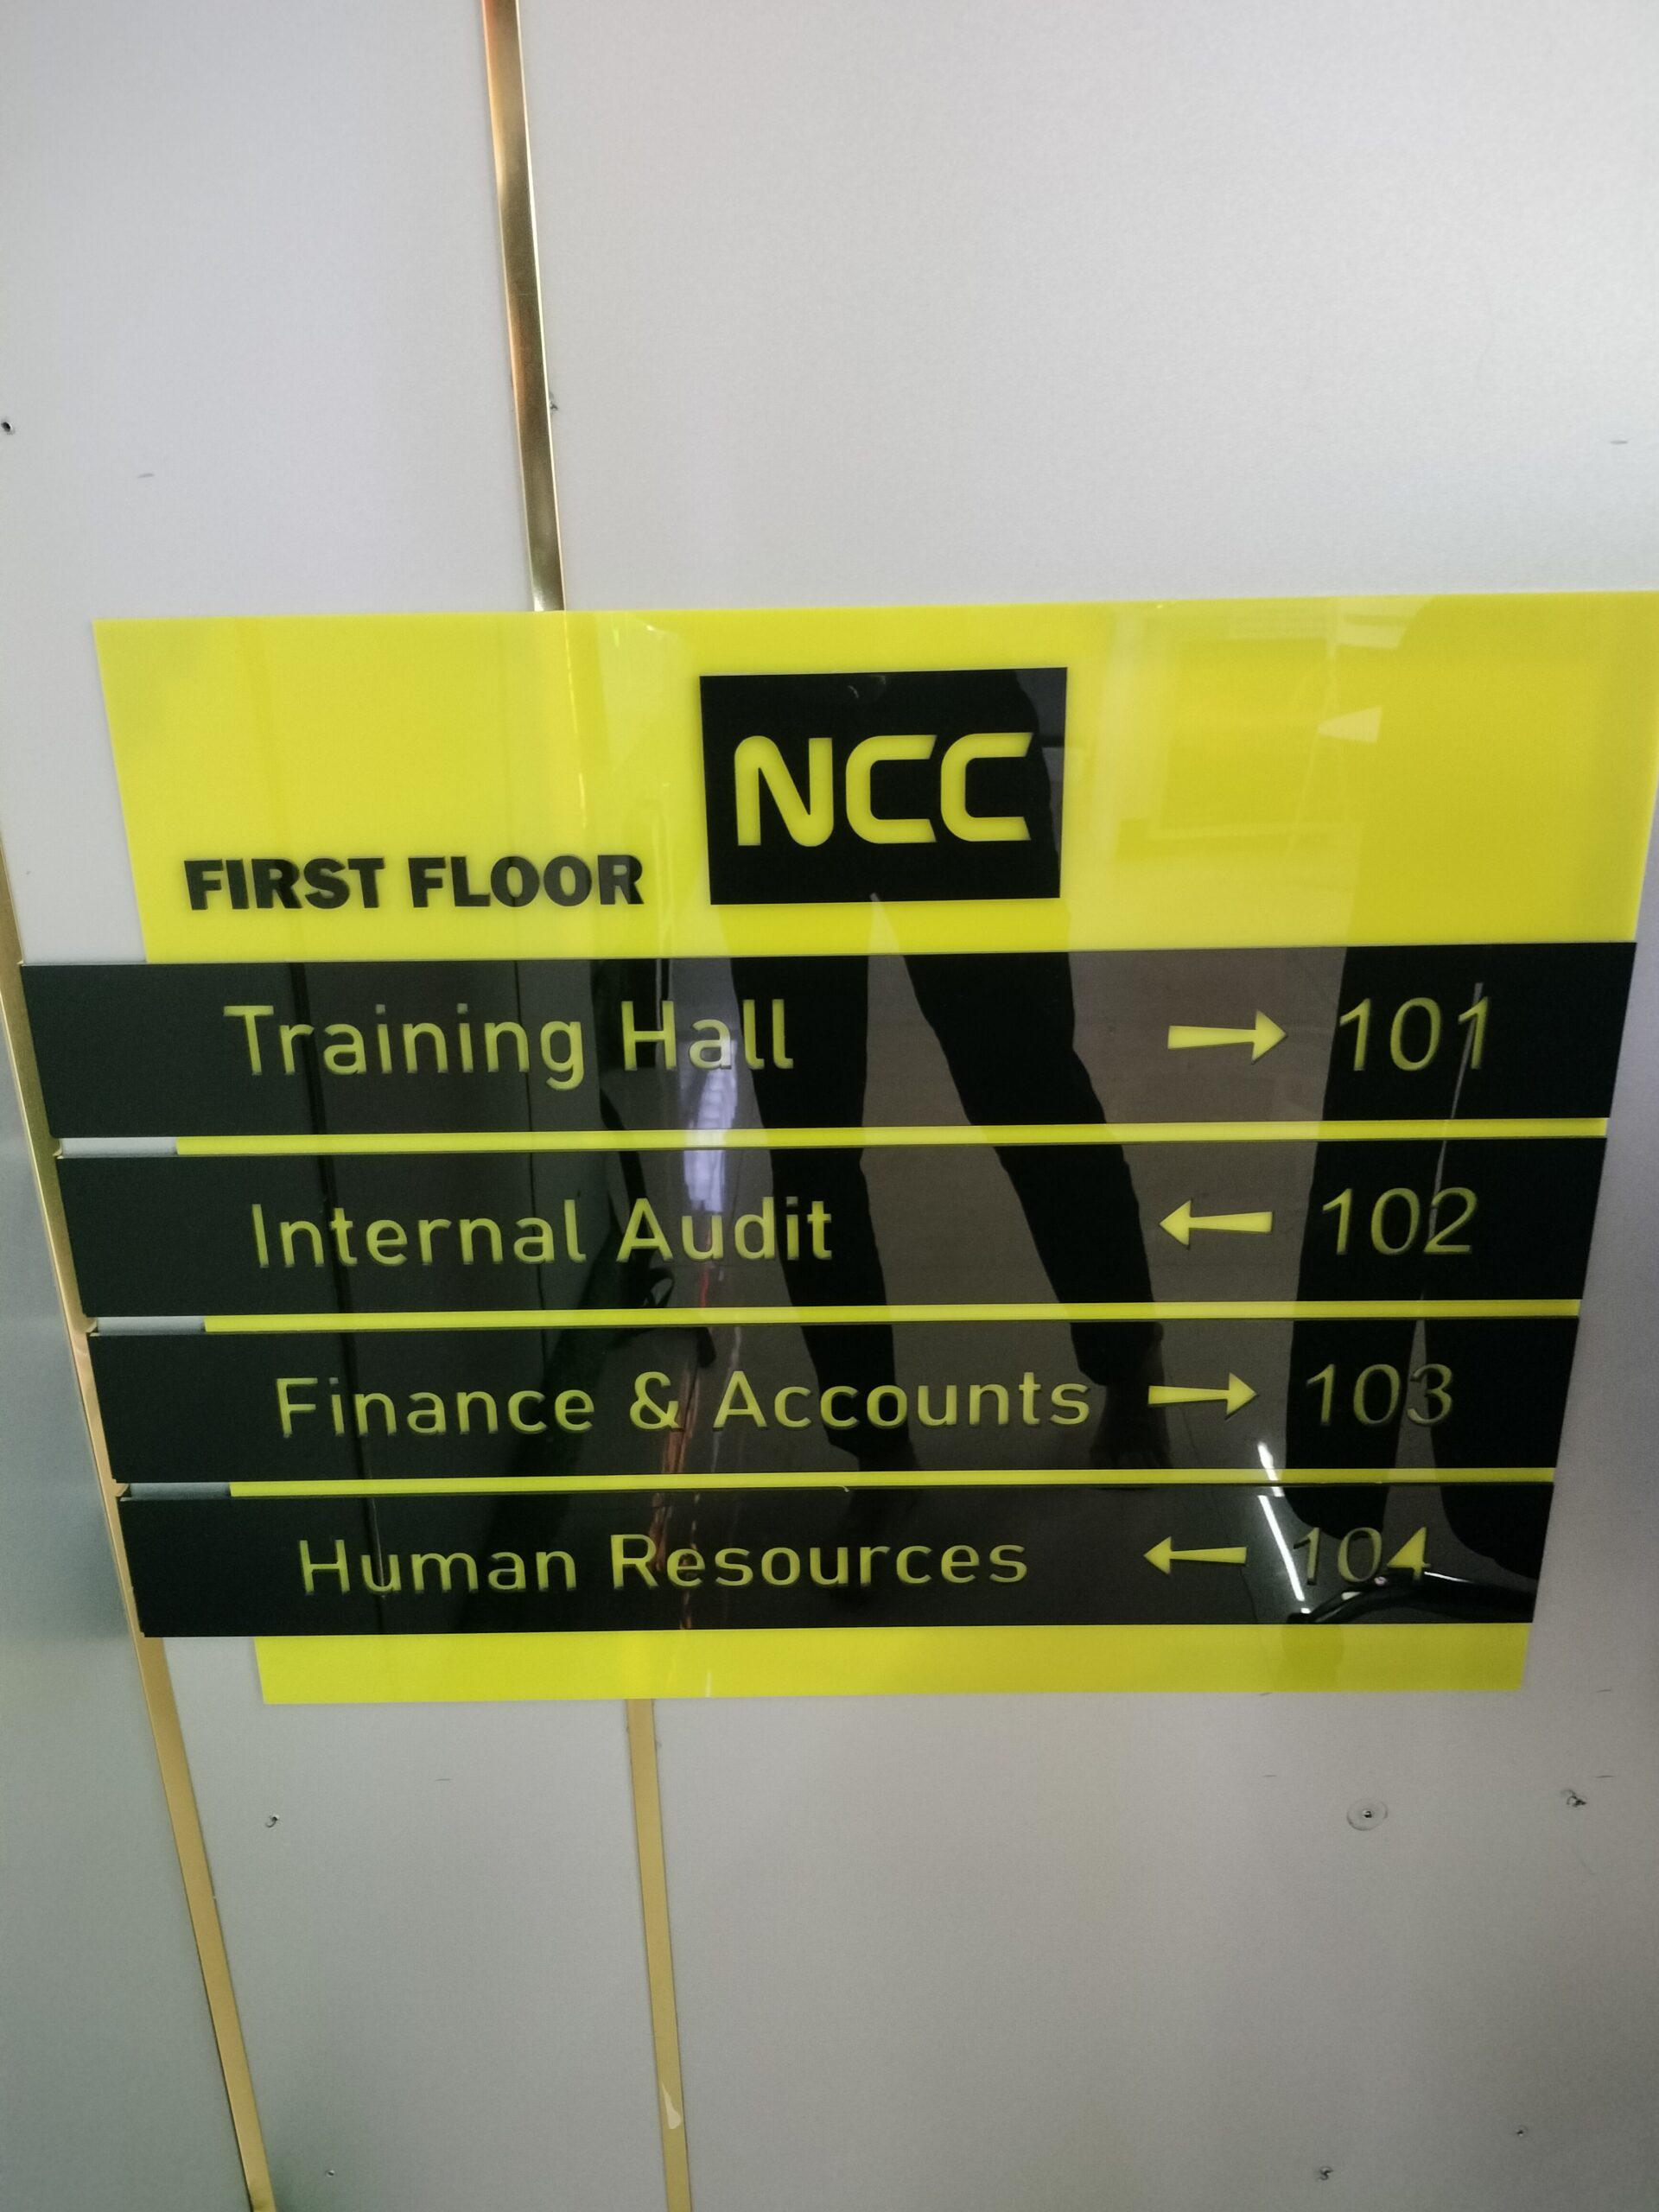 NCC
FIRST FLOOR
Training Hall → 101
Internal Audit ← 102
Finance & Accounts → 103
Human Resources ← 104